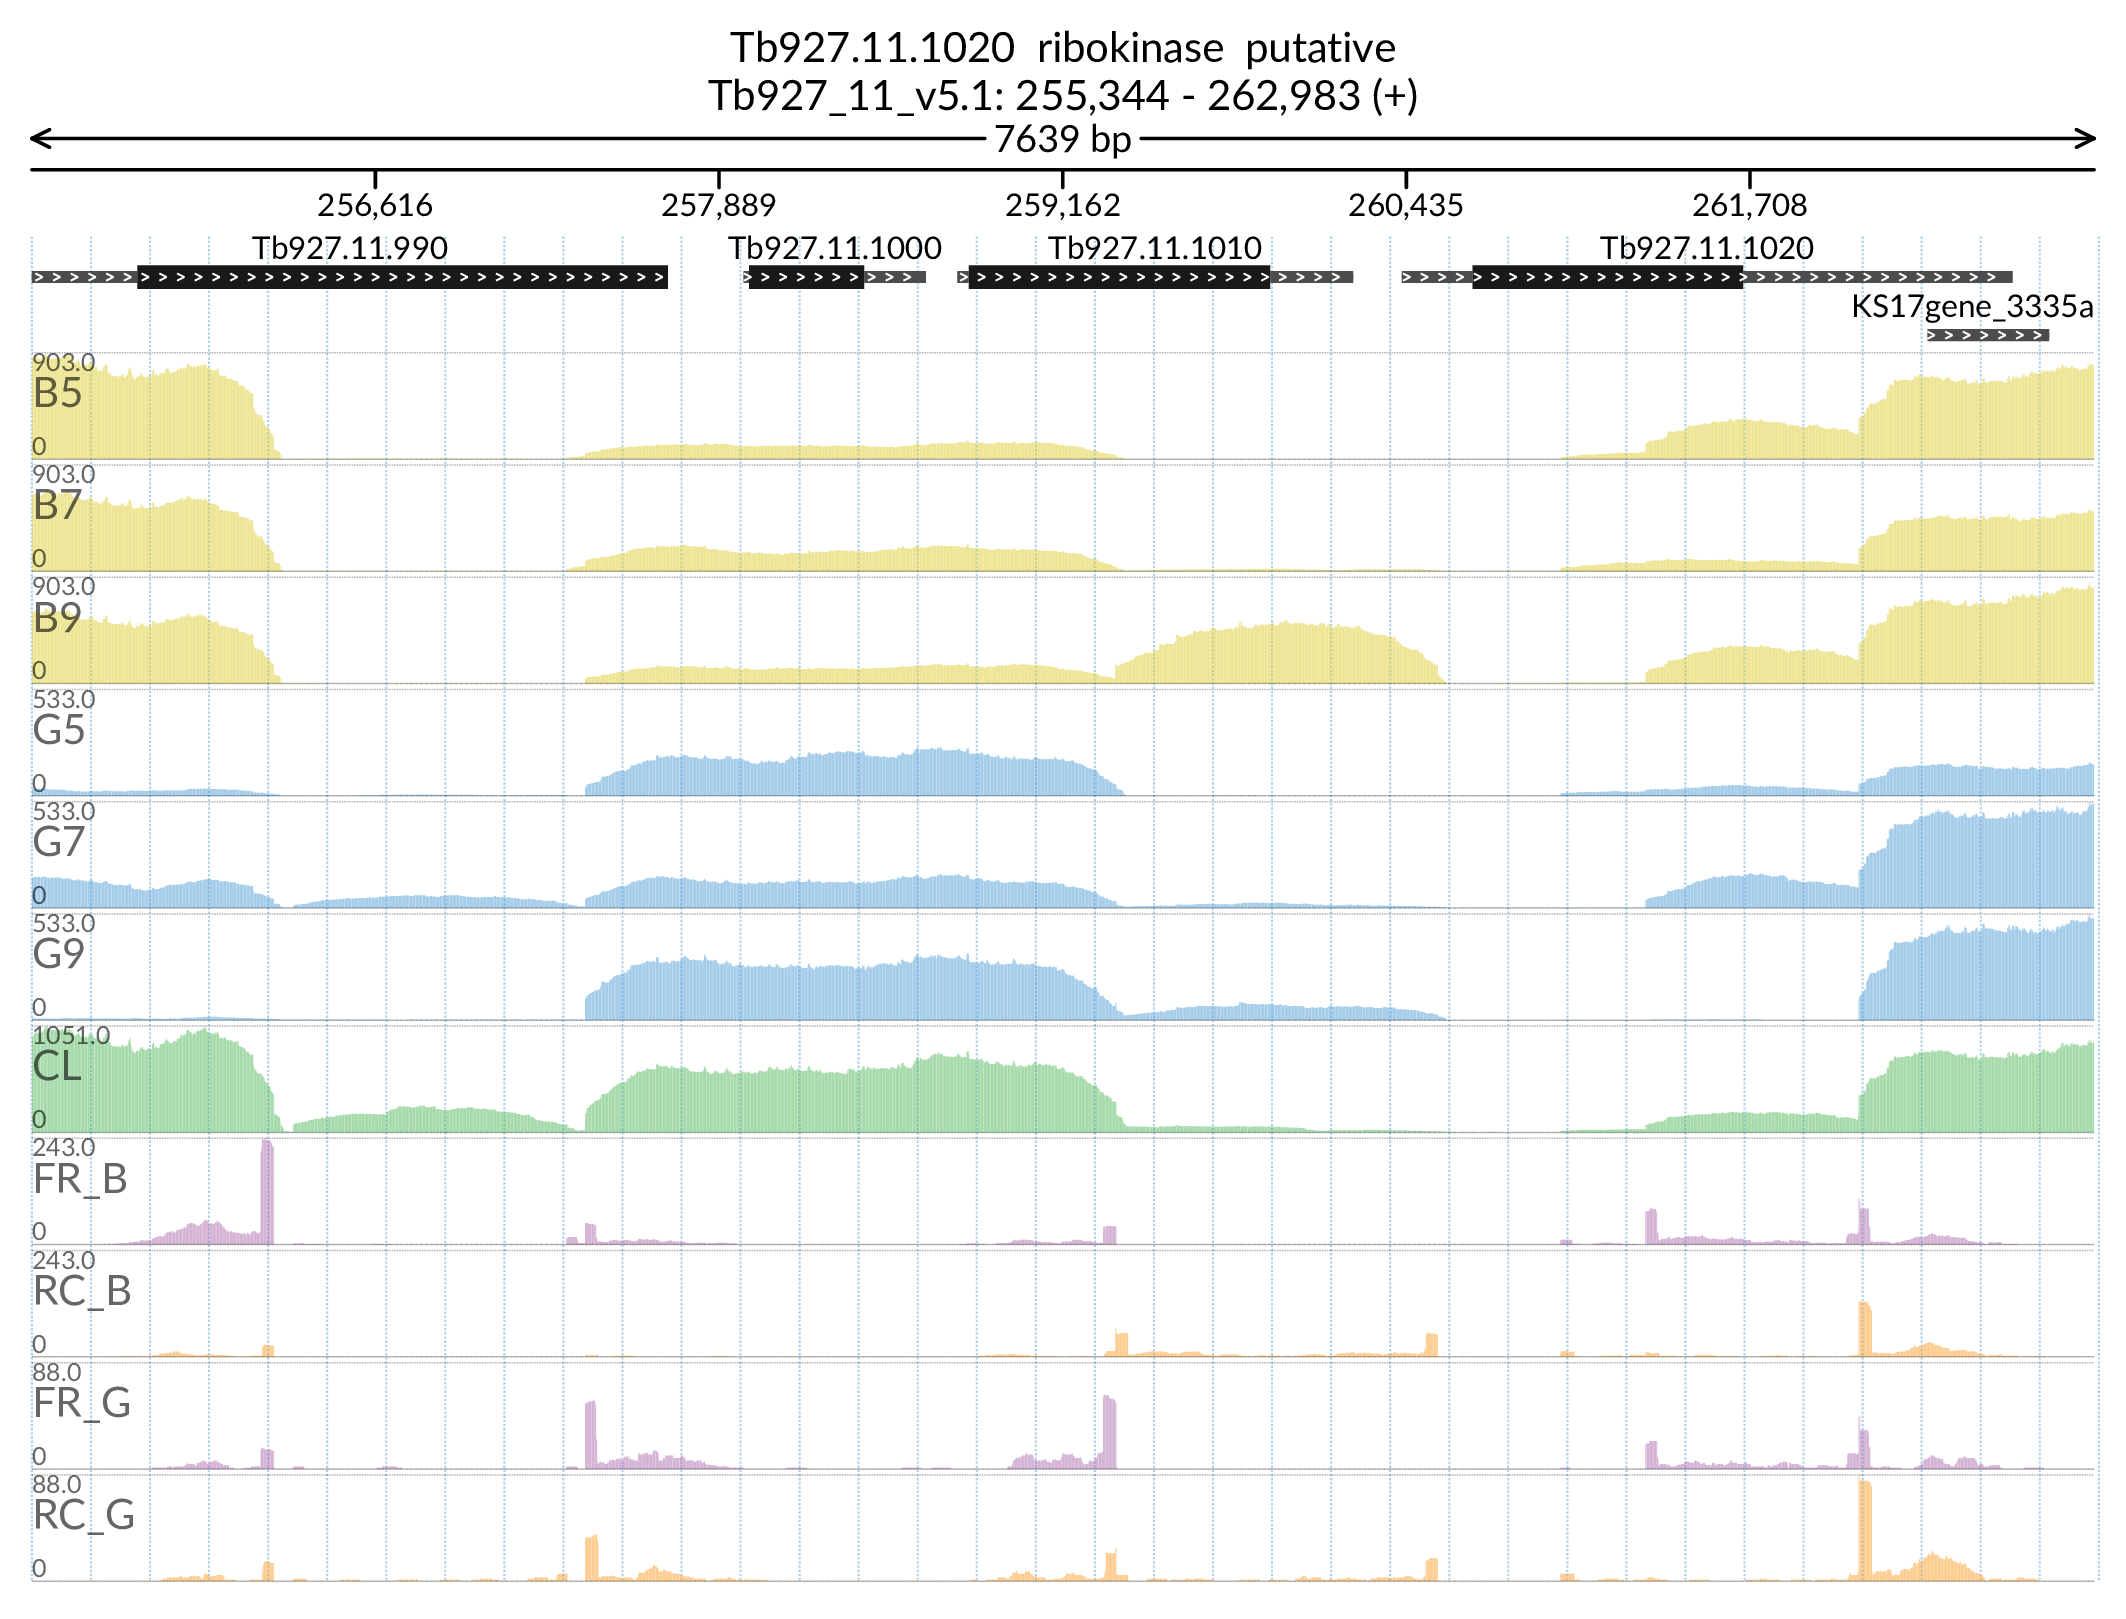 Tb927.11.1020 ribokinase putative
Tb927_11_v5.1: 255,344 - 262,983 (+)
7639 bp
256,616 257,889 259,162 260,435 261,708
Tb927.11.990 Tb927.11.1000 Tb927.11.1010 Tb927.11.1020
KS17gene_3335a
903.0
B5
0
903.0
B7
0
903.0
B9
0
533.0
G5
0
533.0
G7
0
533.0
G9
0
1051.0
CL
0
243.0
FR_B
0
243.0
RC_B
0
88.0
FR_G
0
88.0
RC_G
0